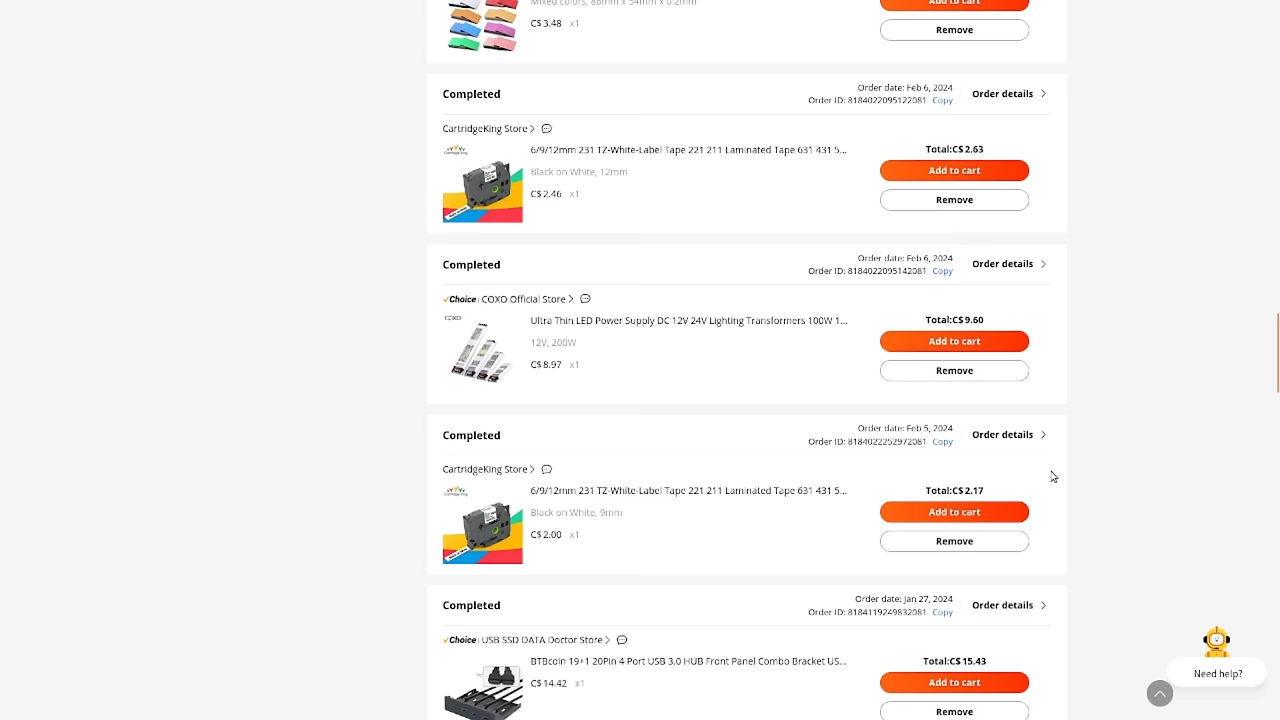 Mixed colors, 86mm x 54mm x 0.2mm
Add to cart
C$ 3.48 x1
Remove
Completed
Order date: Feb 6, 2024
Order ID: 8184022095122081 Copy
Order details
CartridgeKing Store
6/9/12mm 231 TZ-White-Label Tape 221 211 Laminated Tape 631 431 5...
Total:C$ 2.63
Black on White, 12mm
Add to cart
C$ 2.46 x1
Remove
Completed
Order date: Feb 6, 2024
Order ID: 8184022095142081 Copy
Order details
Choice COXO Official Store
COXO
Ultra Thin LED Power Supply DC 12V 24V Lighting Transformers 100W 1...
Total:C$ 9.60
12V, 200W
Add to cart
C$ 8.97 x1
Remove
Completed
Order date: Feb 5, 2024
Order ID: 8184022252972081 Copy
Order details
CartridgeKing Store
6/9/12mm 231 TZ-White-Label Tape 221 211 Laminated Tape 631 431 5...
Total:C$ 2.17
Black on White, 9mm
Add to cart
C$ 2.00 x1
Remove
Completed
Order date: Jan 27, 2024
Order ID: 8184119249832081 Copy
Order details
Choice USB SSD DATA Doctor Store
BTBcoin 19+1 20Pin 4 Port USB 3.0 HUB Front Panel Combo Bracket US...
Total:C$ 15.43
C$ 14.42 x1
Add to cart
Remove
Need help?